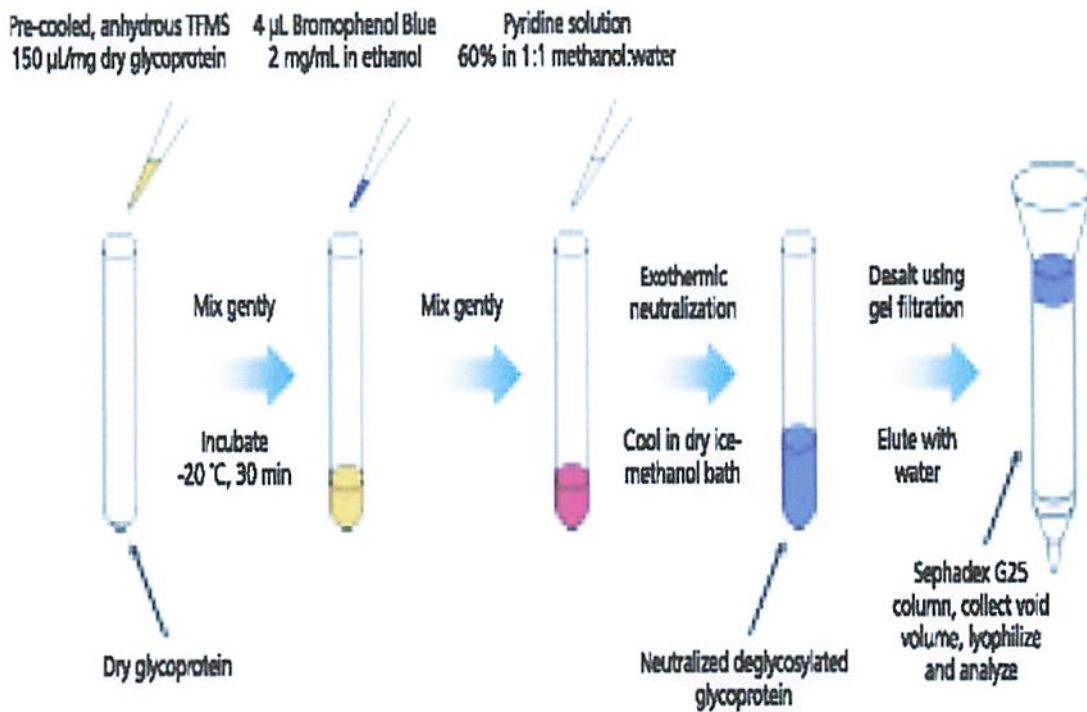 Pre-cooled, anhydrous TFMS
150 µL/mg dry glycoprotein
4 µL Bromophenol Blue
2 mg/mL in ethanol
Pyridine solution
60% in 1:1 methanol:water
Mix gently
Incubate
-20 °C, 30 min
Mix gently
Exothermic
neutralization
Cool in dry ice-
methanol bath
Desalt using
gel filtration
Elute with
water
Dry glycoprotein
Neutralized deglycosylated
glycoprotein
Sephadex G25
column, collect void
volume, lyophilize
and analyze